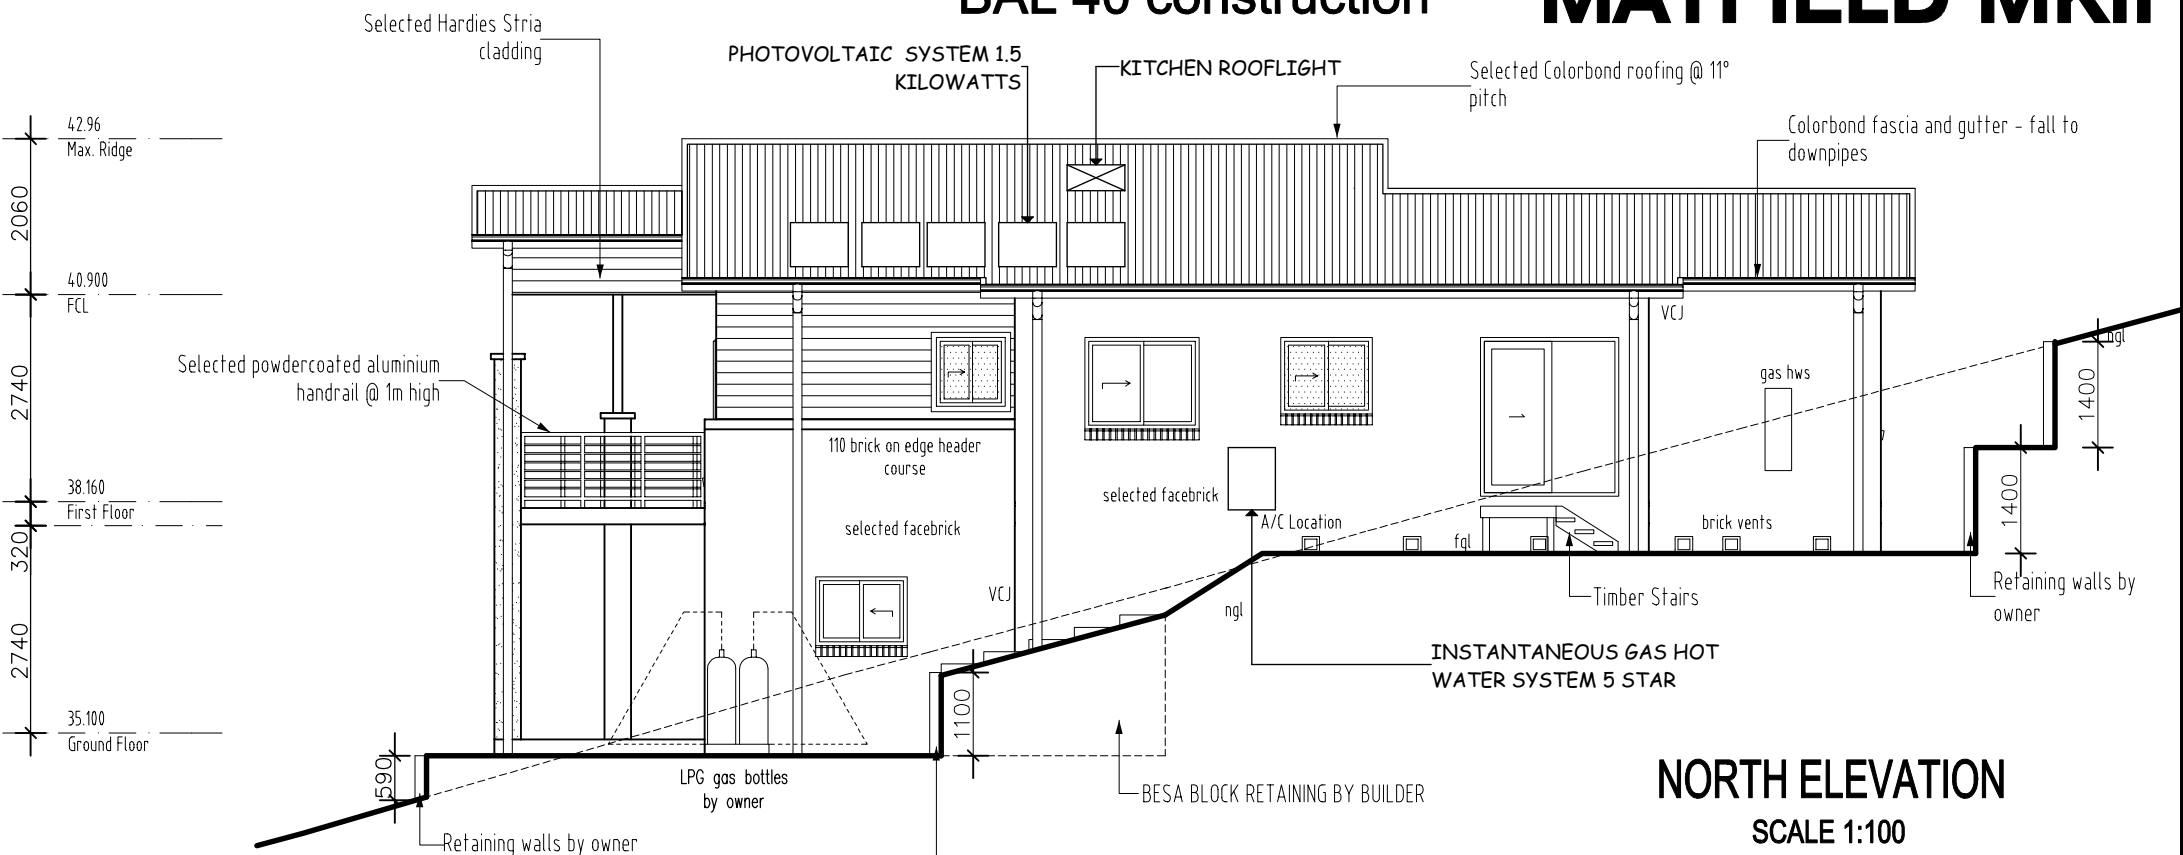 BAL 40 construction
MAYFIELD MKII
Selected Hardies Stria
cladding
PHOTOVOLTAIC SYSTEM 1.5
KILOWATTS
KITCHEN ROOFLIGHT
Selected Colorbond roofing @ 11°
pitch
Colorbond fascia and gutter - fall to
downpipes
42.96
Max. Ridge
2060
40.900
FCL
2740
Selected powdercoated aluminium
handrail @ 1m high
38.160
First Floor
320
2740
35.100
Ground Floor
590
VCJ
gas hws
ngl
1400
110 brick on edge header
course
selected facebrick
selected facebrick
A/C Location
fgl
brick vents
1400
VCJ
ngl
Timber Stairs
Retaining walls by
owner
INSTANTANEOUS GAS HOT
WATER SYSTEM 5 STAR
1100
LPG gas bottles
by owner
BESA BLOCK RETAINING BY BUILDER
Retaining walls by owner
NORTH ELEVATION
SCALE 1:100